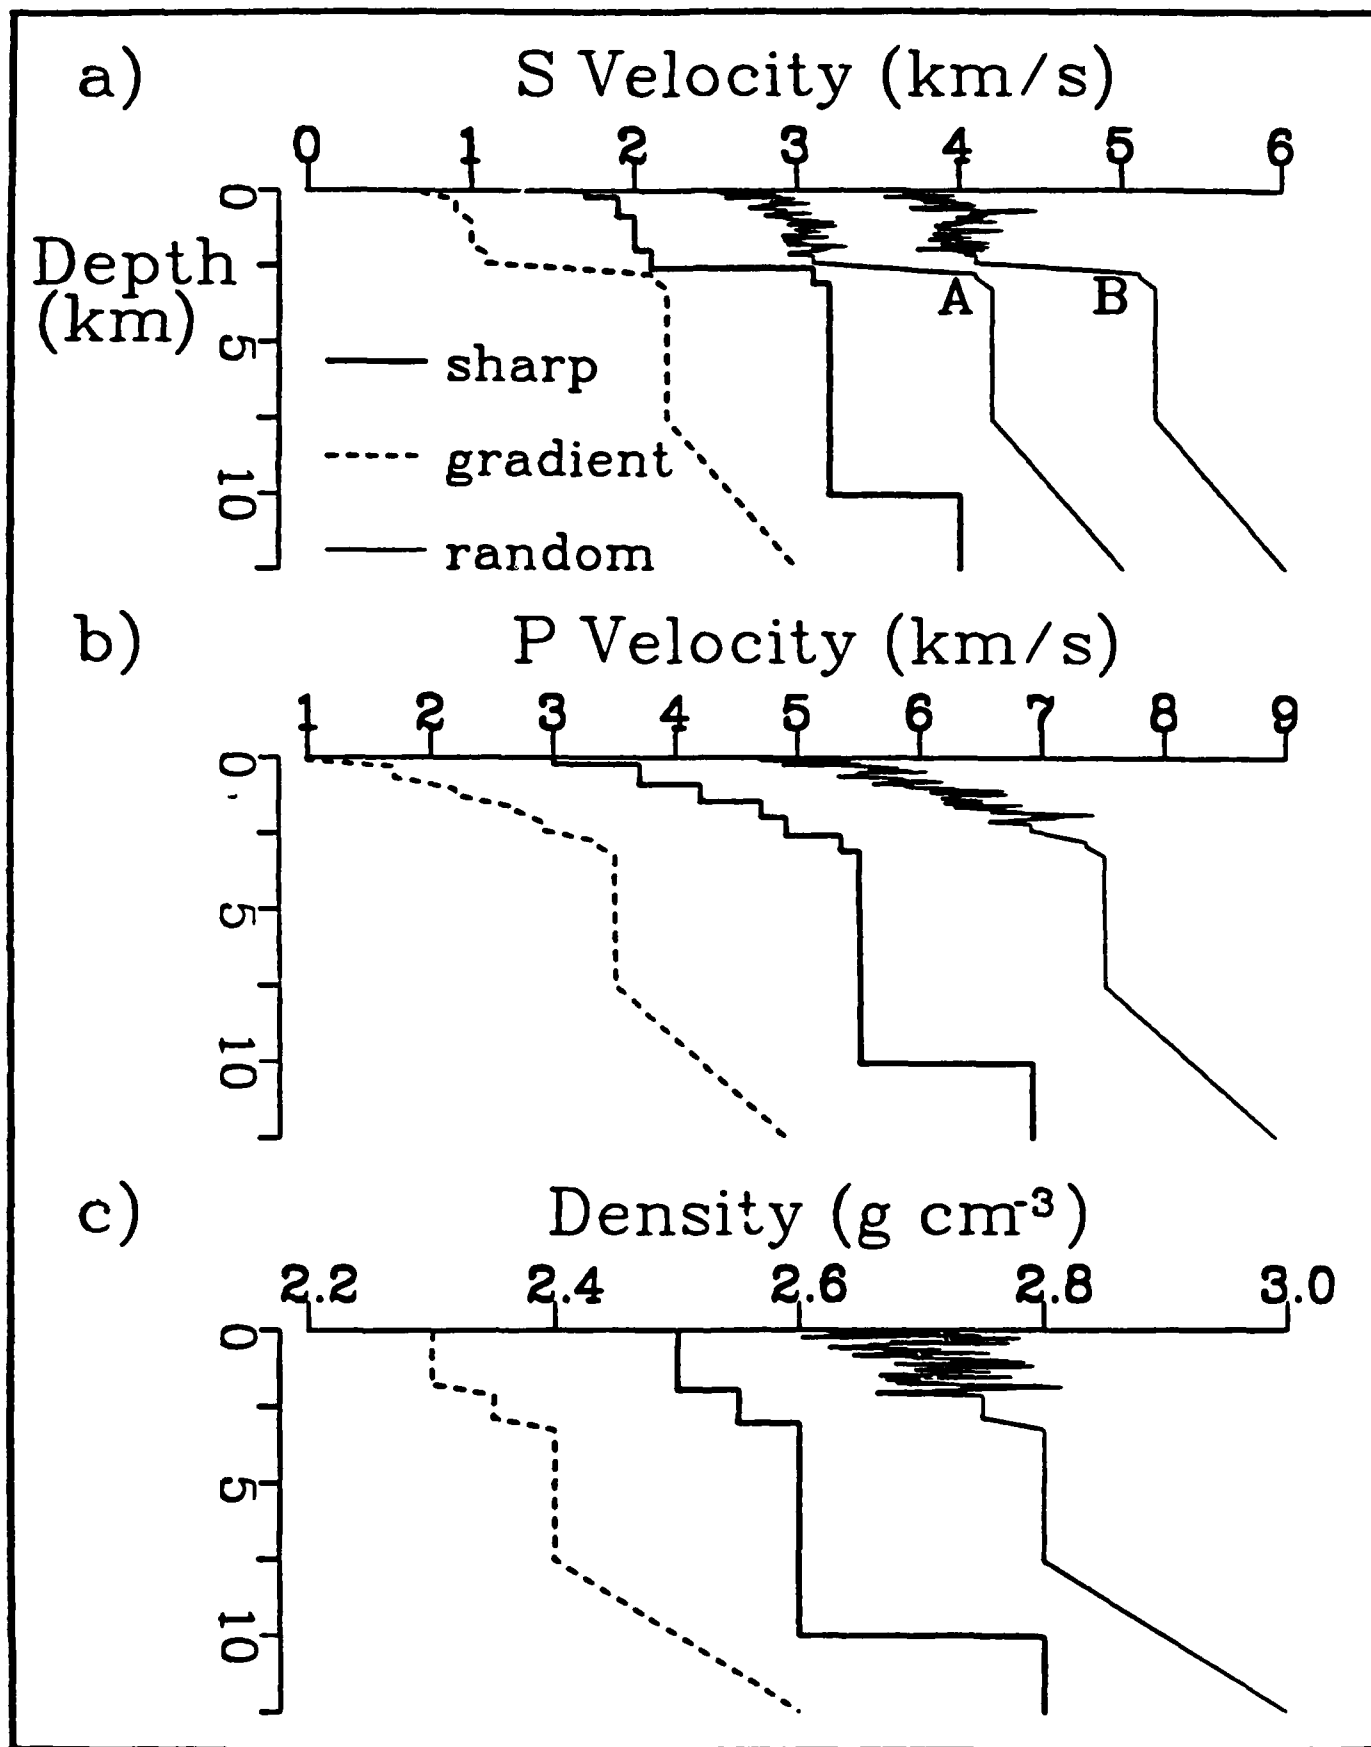 a)
S Velocity (km/s)
0 1 2 3 4 5 6
Depth
(km)
0
5
10
A
B
sharp
gradient
random
b)
P Velocity (km/s)
1 2 3 4 5 6 7 8 9
0
5
10
c)
Density (g cm⁻³)
2.2 2.4 2.6 2.8 3.0
0
5
10